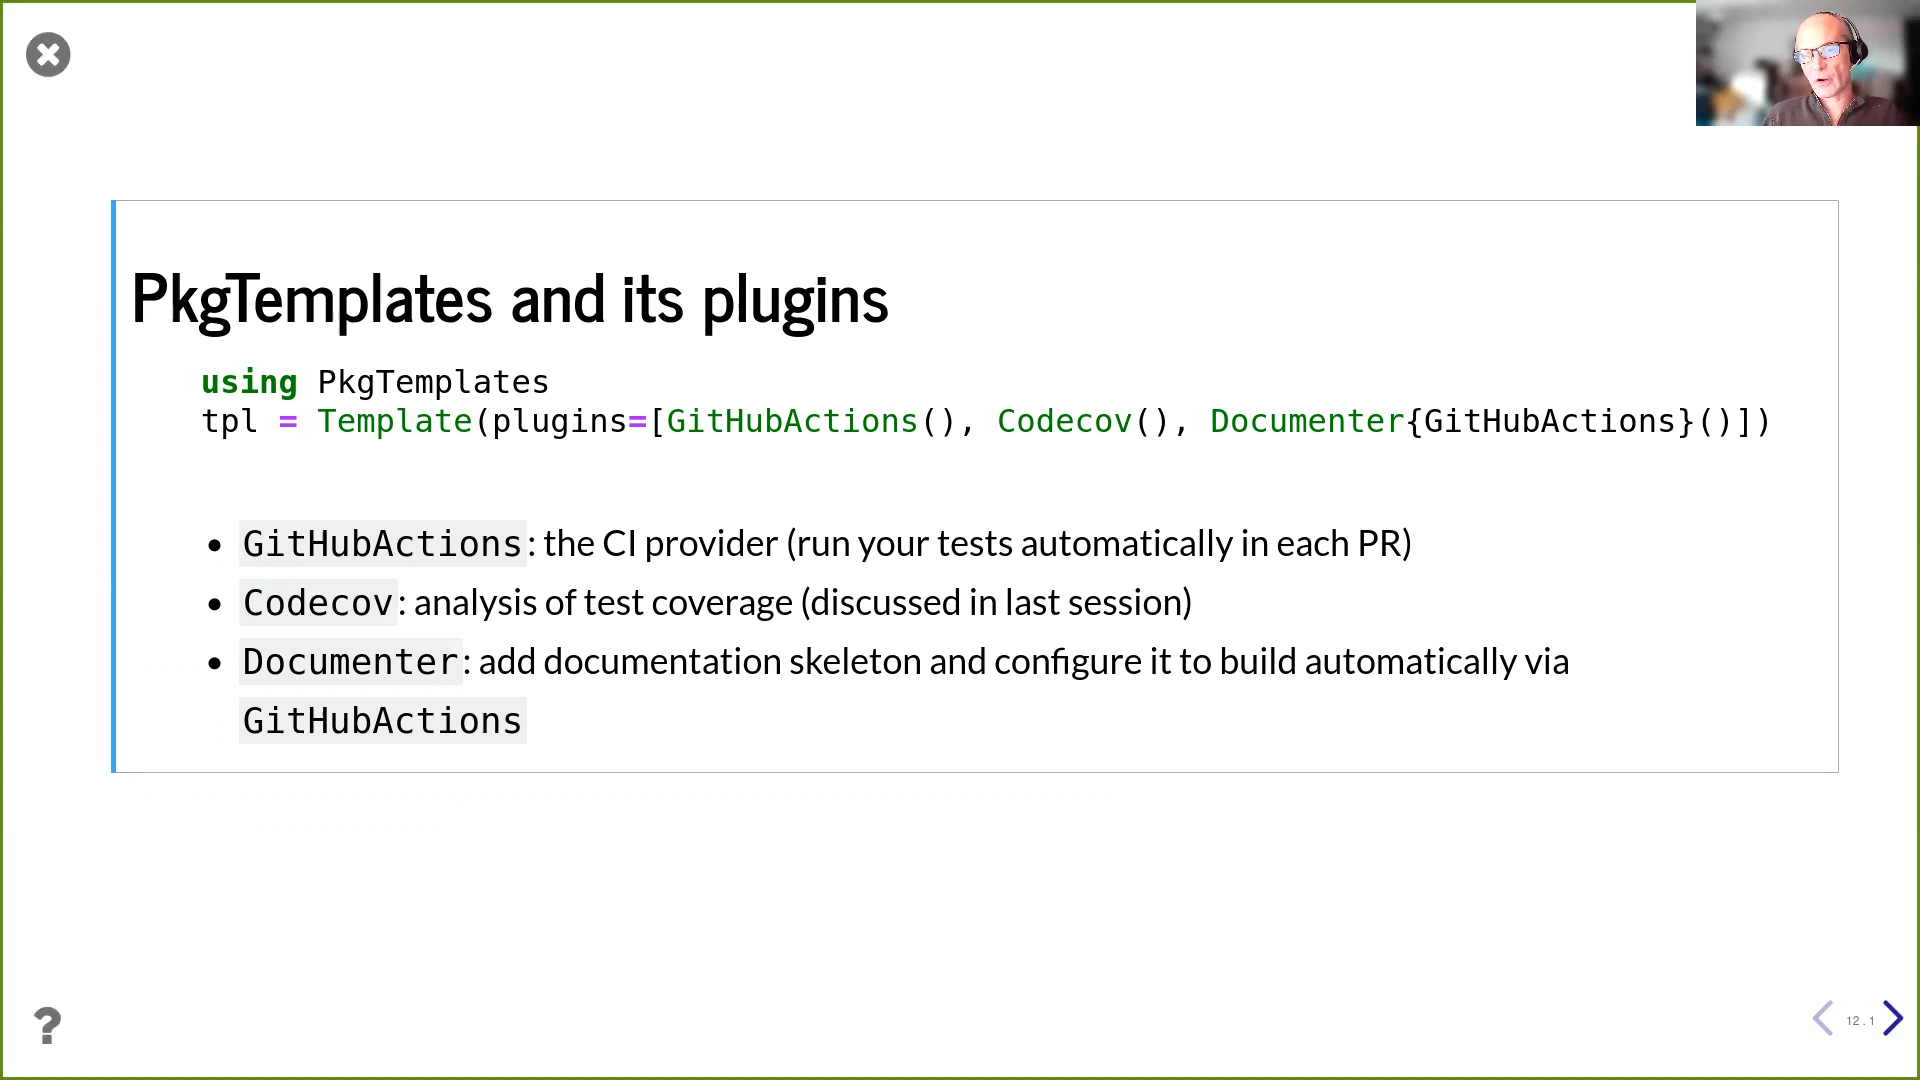 PkgTemplates and its plugins
using PkgTemplates
tpl = Template(plugins=[GitHubActions(), Codecov(), Documenter{GitHubActions}()])
GitHubActions: the CI provider (run your tests automatically in each PR)
Codecov: analysis of test coverage (discussed in last session)
Documenter: add documentation skeleton and configure it to build automatically via
GitHubActions
?
12.1